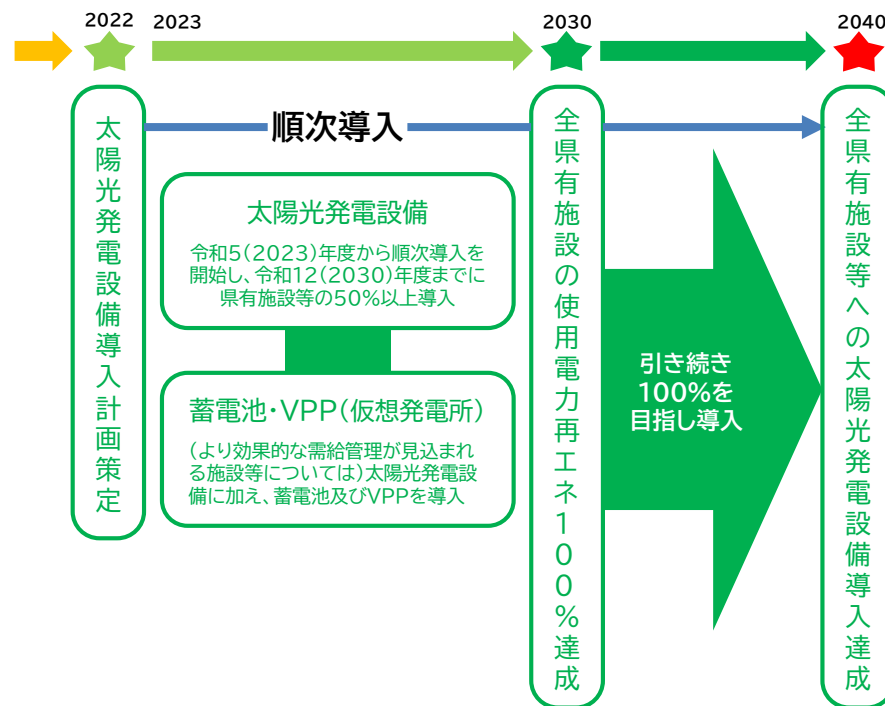 2022
2023
2030
2040
太陽光発電設備導入計画策定
順次導入
太陽光発電設備
令和5(2023)年度から順次導入を
開始し、令和12(2030)年度までに
県有施設等の50%以上導入
蓄電池・VPP(仮想発電所)
(より効果的な需給管理が見込まれ
る施設等については)太陽光発電設
備に加え、蓄電池及びVPPを導入
全県有施設の使用電力再エネ100%達成
引き続き
100%を
目指し導入
全県有施設等への太陽光発電設備導入達成